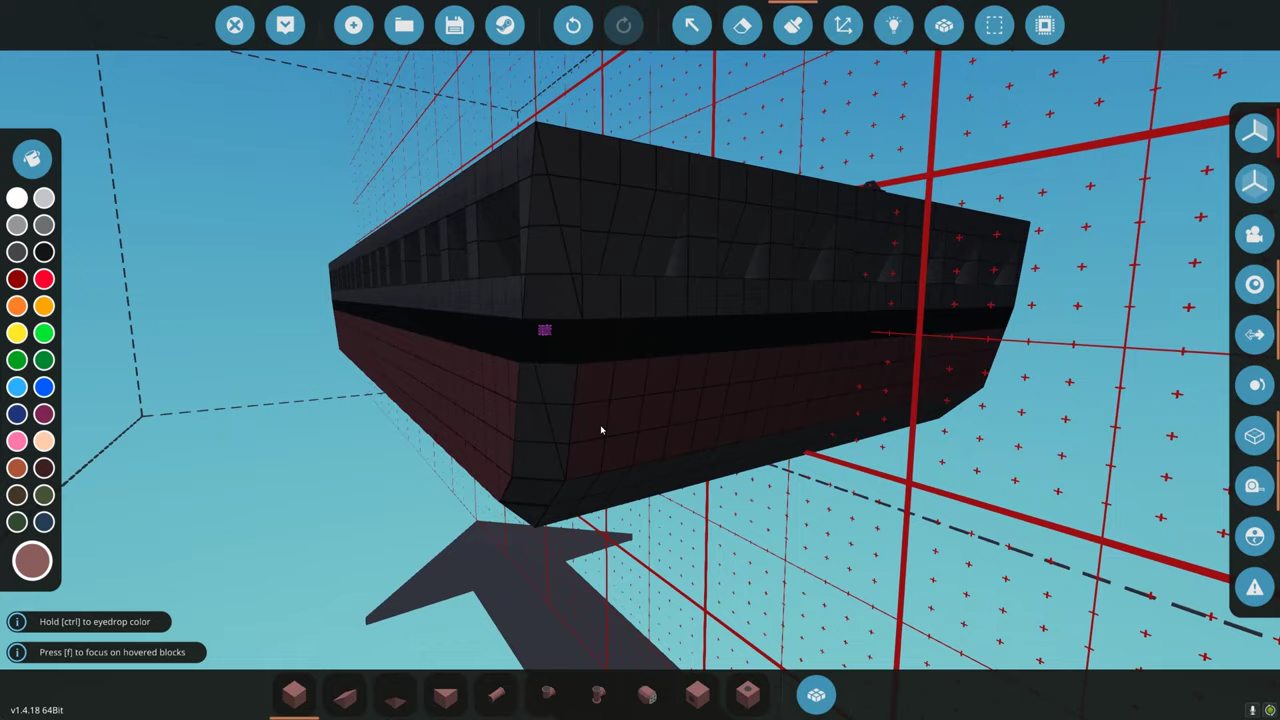 Hold [ctrl] to eyedrop color
Press [f] to focus on hovered blocks
v1.4.18 64Bit